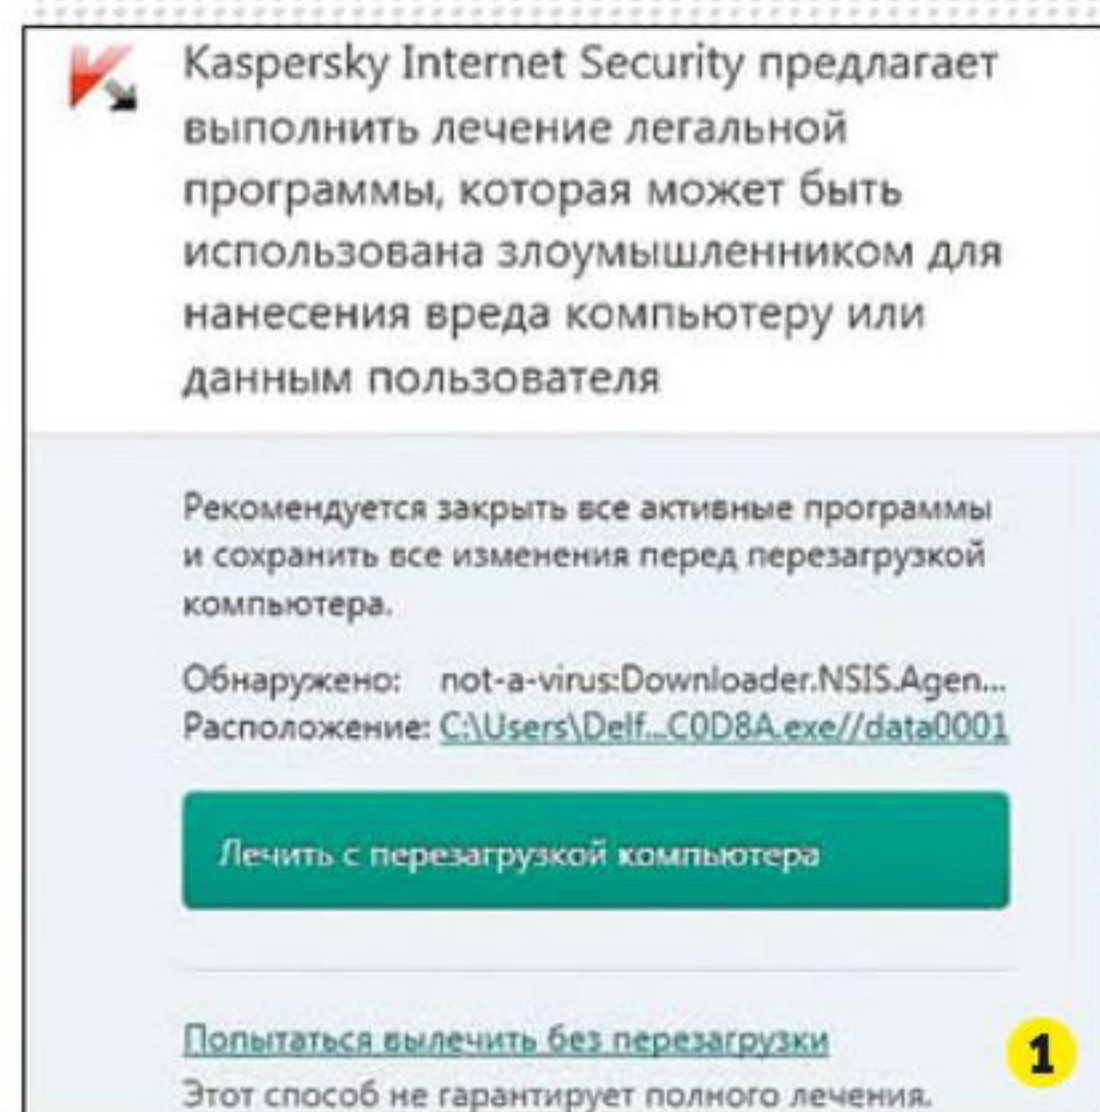 Kaspersky Internet Security предлагает
выполнить лечение легальной
программы, которая может быть
использована злоумышленником для
нанесения вреда компьютеру или
данным пользователя
Рекомендуется закрыть все активные программы
и сохранить все изменения перед перезагрузкой
компьютера.
Обнаружено: not-a-virus:Downloader.NSIS.Agen...
Расположение: C:\Users\Delf...C0D8A.exe//data0001
Лечить с перезагрузкой компьютера
Попытаться вылечить без перезагрузки
1
Этот способ не гарантирует полного лечения.